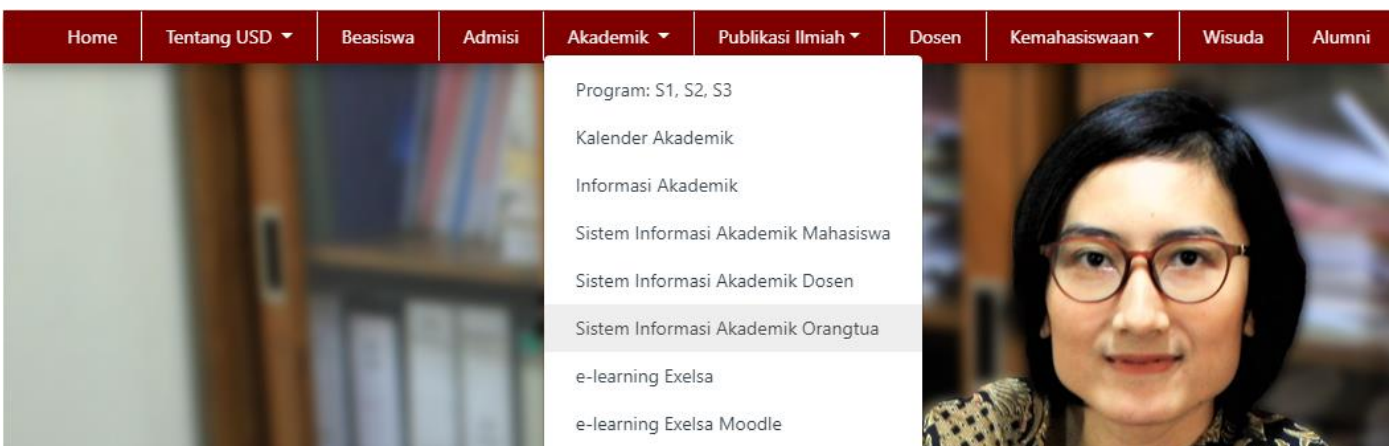 Home
Tentang USD
Beasiswa
Admisi
Akademik
Publikasi Ilmiah
Dosen
Kemahasiswaan
Wisuda
Alumni
Program: S1, S2, S3
Kalender Akademik
Informasi Akademik
Sistem Informasi Akademik Mahasiswa
Sistem Informasi Akademik Dosen
Sistem Informasi Akademik Orangtua
e-learning Exelsa
e-learning Exelsa Moodle